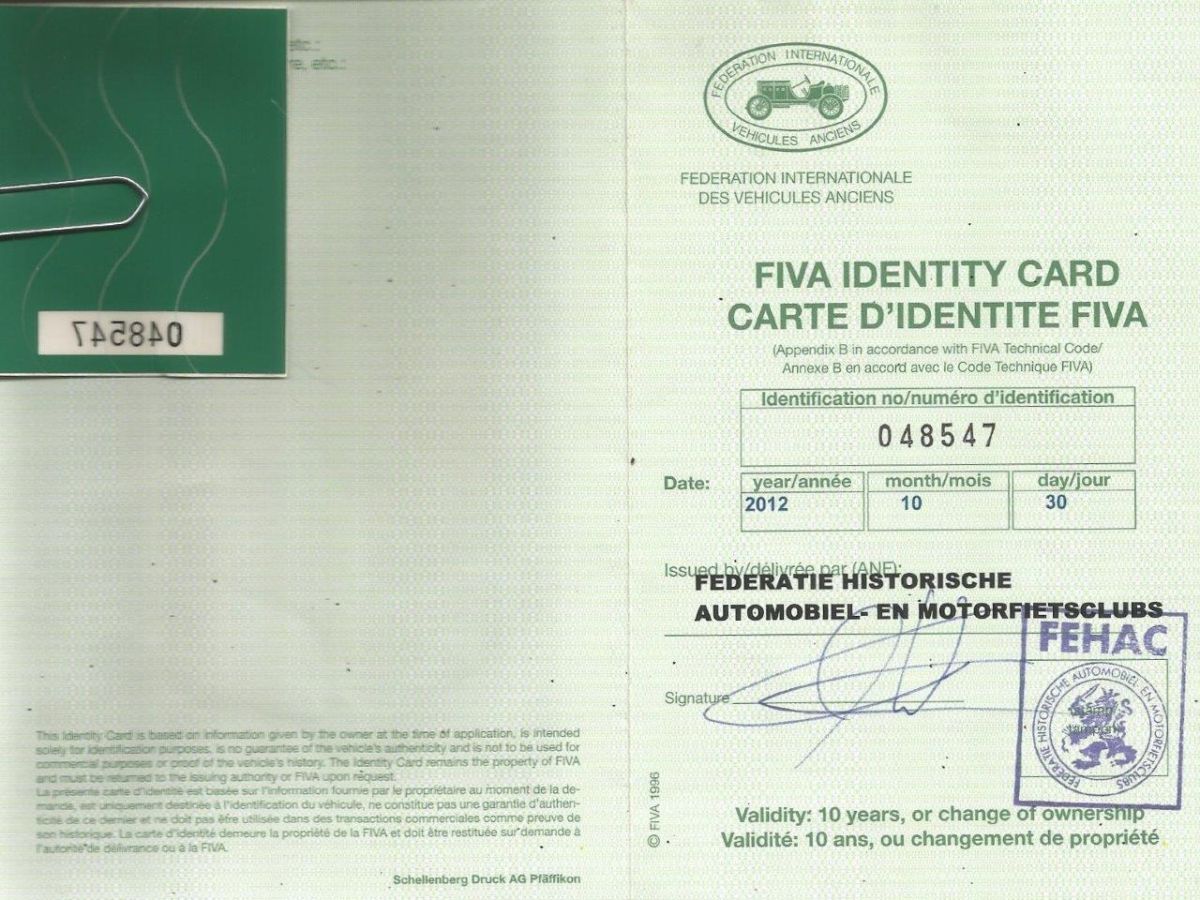 etc.:
re, etc.:
048547
This Identity Card is based on information given by the owner at the time of application, is intended
solely for identification purposes, is no guarantee of the vehicle's authenticity and is not to be used for
commercial purposes or proof of the vehicle's history. The Identity Card remains the property of FIVA
and must be returned to the issuing authority or FIVA upon request.
La présente carte d'identité est basée sur l'information fournie par le propriétaire au moment de la de-
mande, est uniquement destinée à l'identification du véhicule, ne constitue pas une garantie d'authen-
ticité de ce dernier et ne doit pas être utilisée dans des transactions commerciales comme preuve de
son historique. La carte d'identité demeure la propriété de la FIVA et doit être restituée sur demande à
l'autorité de délivrance ou à la FIVA.
Schellenberg Druck AG Pfäffikon
FEDERATION INTERNATIONALE
VEHICULES ANCIENS
FEDERATION INTERNATIONALE
DES VEHICULES ANCIENS
FIVA IDENTITY CARD
CARTE D'IDENTITE FIVA
(Appendix B in accordance with FIVA Technical Code/
Annexe B en accord avec le Code Technique FIVA)
Identification no/numéro d'identification
048547
Date: year/année month/mois day/jour
2012 10 30
Issued by/délivrée par (ANF):
FEDERATIE HISTORISCHE
AUTOMOBIEL- EN MOTORFIETSCLUBS
FEHAC
FEDERATIE HISTORISCHE AUTOMOBIEL- EN MOTORFIETSCLUBS
Signature
© FIVA 1996
Validity: 10 years, or change of ownership
Validité: 10 ans, ou changement de propriété